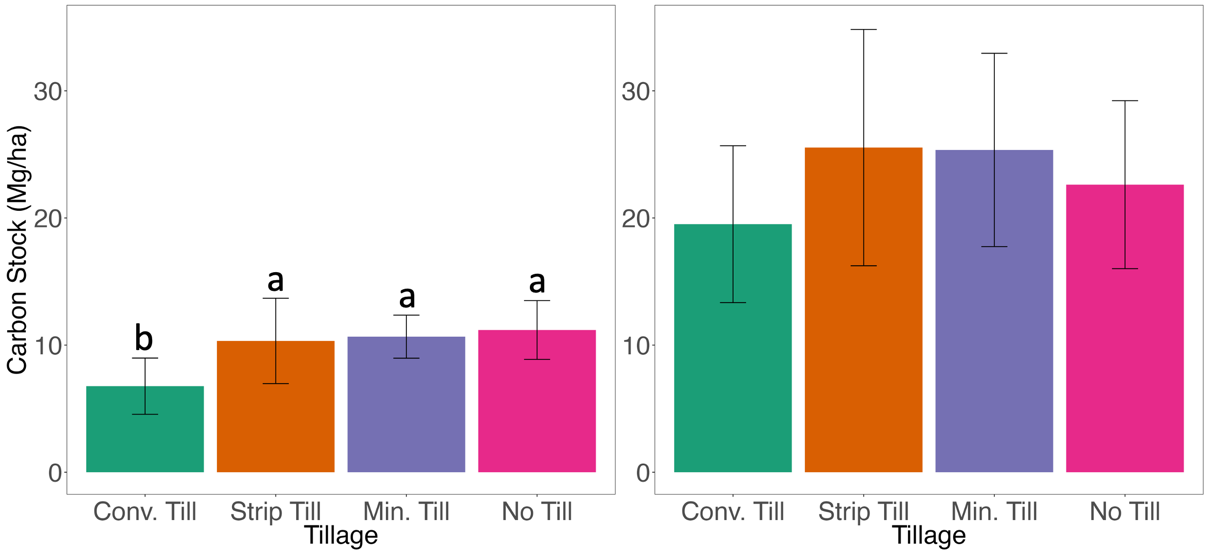 Carbon Stock (Mg/ha)
30
20
10
0
b
a
a
a
Conv. Till
Strip Till
Min. Till
No Till
Tillage
30
20
10
0
Conv. Till
Strip Till
Min. Till
No Till
Tillage